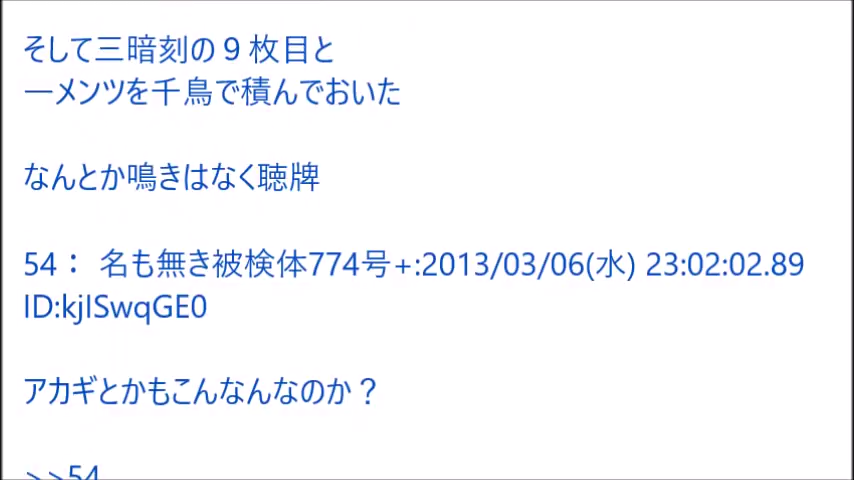 そして三暗刻の９枚目と
一メンツを千鳥で積んでおいた
なんとか鳴きはなく聴牌
54： 名も無き被検体774号+:2013/03/06(水) 23:02:02.89
ID:kjISwqGE0
アカギとかもこんなんなのか？
>>54